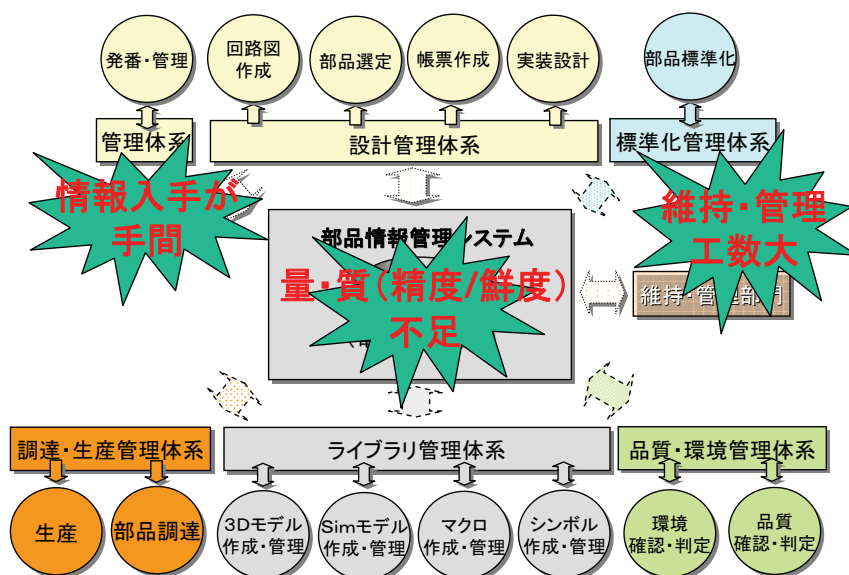 発番・管理
回路図
作成
部品選定
帳票作成
実装設計
部品標準化
管理体系
設計管理体系
標準化管理体系
情報入手が
手間
部品情報管理システム
維持・管理
工数大
量・質(精度/鮮度)
不足
維持・管理部門
調達・生産管理体系
ライブラリ管理体系
品質・環境管理体系
生産
部品調達
3Dモデル
作成・管理
Simモデル
作成・管理
マクロ
作成・管理
シンボル
作成・管理
環境
確認・判定
品質
確認・判定